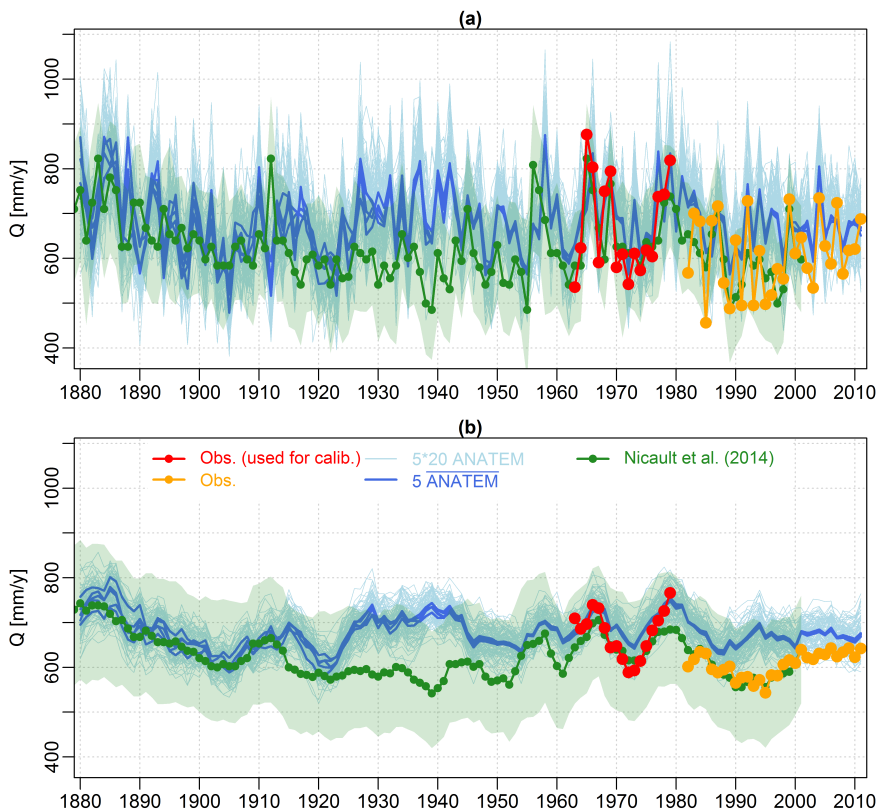 (a)
Q [mm/y]
1000
800
600
400
1880 1890 1900 1910 1920 1930 1940 1950 1960 1970 1980 1990 2000 2010
(b)
Obs. (used for calib.)
5*20 ANATEM
Nicault et al. (2014)
Obs.
5 ANATEM
Q [mm/y]
1000
800
600
400
1880 1890 1900 1910 1920 1930 1940 1950 1960 1970 1980 1990 2000 2010